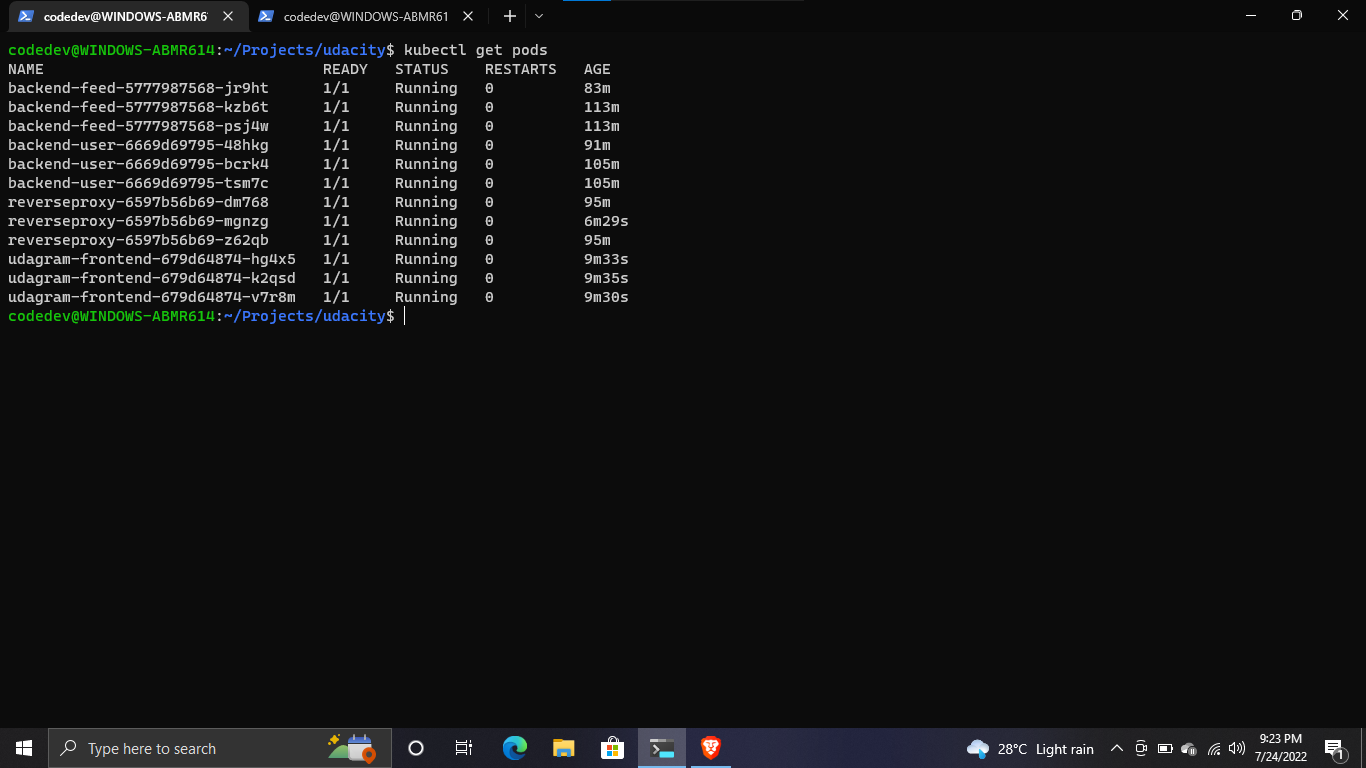 codedev@WINDOWS-ABMR6
codedev@WINDOWS-ABMR61
codedev@WINDOWS-ABMR614:~/Projects/udacity$ kubectl get pods
NAME READY STATUS RESTARTS AGE
backend-feed-5777987568-jr9ht 1/1 Running 0 83m
backend-feed-5777987568-kzb6t 1/1 Running 0 113m
backend-feed-5777987568-psj4w 1/1 Running 0 113m
backend-user-6669d69795-48hkg 1/1 Running 0 91m
backend-user-6669d69795-bcrk4 1/1 Running 0 105m
backend-user-6669d69795-tsm7c 1/1 Running 0 105m
reverseproxy-6597b56b69-dm768 1/1 Running 0 95m
reverseproxy-6597b56b69-mgnzg 1/1 Running 0 6m29s
reverseproxy-6597b56b69-z62qb 1/1 Running 0 95m
udagram-frontend-679d64874-hg4x5 1/1 Running 0 9m33s
udagram-frontend-679d64874-k2qsd 1/1 Running 0 9m35s
udagram-frontend-679d64874-v7r8m 1/1 Running 0 9m30s
codedev@WINDOWS-ABMR614:~/Projects/udacity$
Type here to search
28°C Light rain
9:23 PM
7/24/2022
1